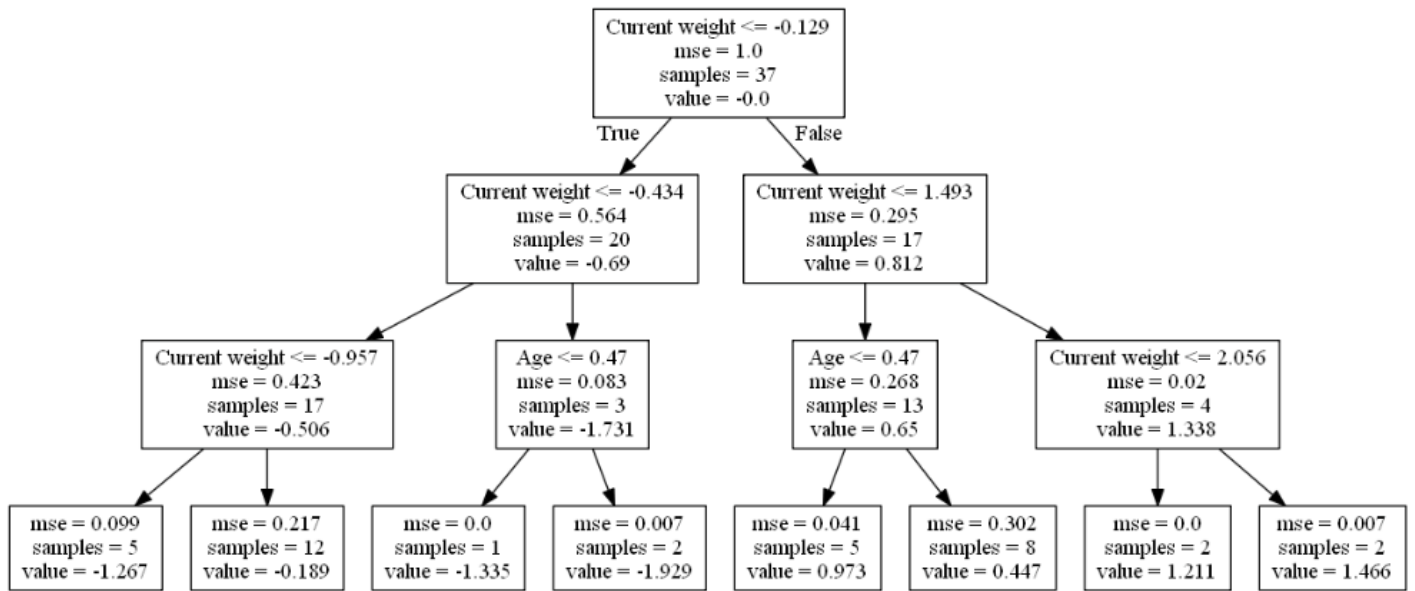 Current weight <= -0.129
mse = 1.0
samples = 37
value = -0.0
True
False
Current weight <= -0.434
mse = 0.564
samples = 20
value = -0.69
Current weight <= 1.493
mse = 0.295
samples = 17
value = 0.812
Current weight <= -0.957
mse = 0.423
samples = 17
value = -0.506
Age <= 0.47
mse = 0.083
samples = 3
value = -1.731
Age <= 0.47
mse = 0.268
samples = 13
value = 0.65
Current weight <= 2.056
mse = 0.02
samples = 4
value = 1.338
mse = 0.099
samples = 5
value = -1.267
mse = 0.217
samples = 12
value = -0.189
mse = 0.0
samples = 1
value = -1.335
mse = 0.007
samples = 2
value = -1.929
mse = 0.041
samples = 5
value = 0.973
mse = 0.302
samples = 8
value = 0.447
mse = 0.0
samples = 2
value = 1.211
mse = 0.007
samples = 2
value = 1.466